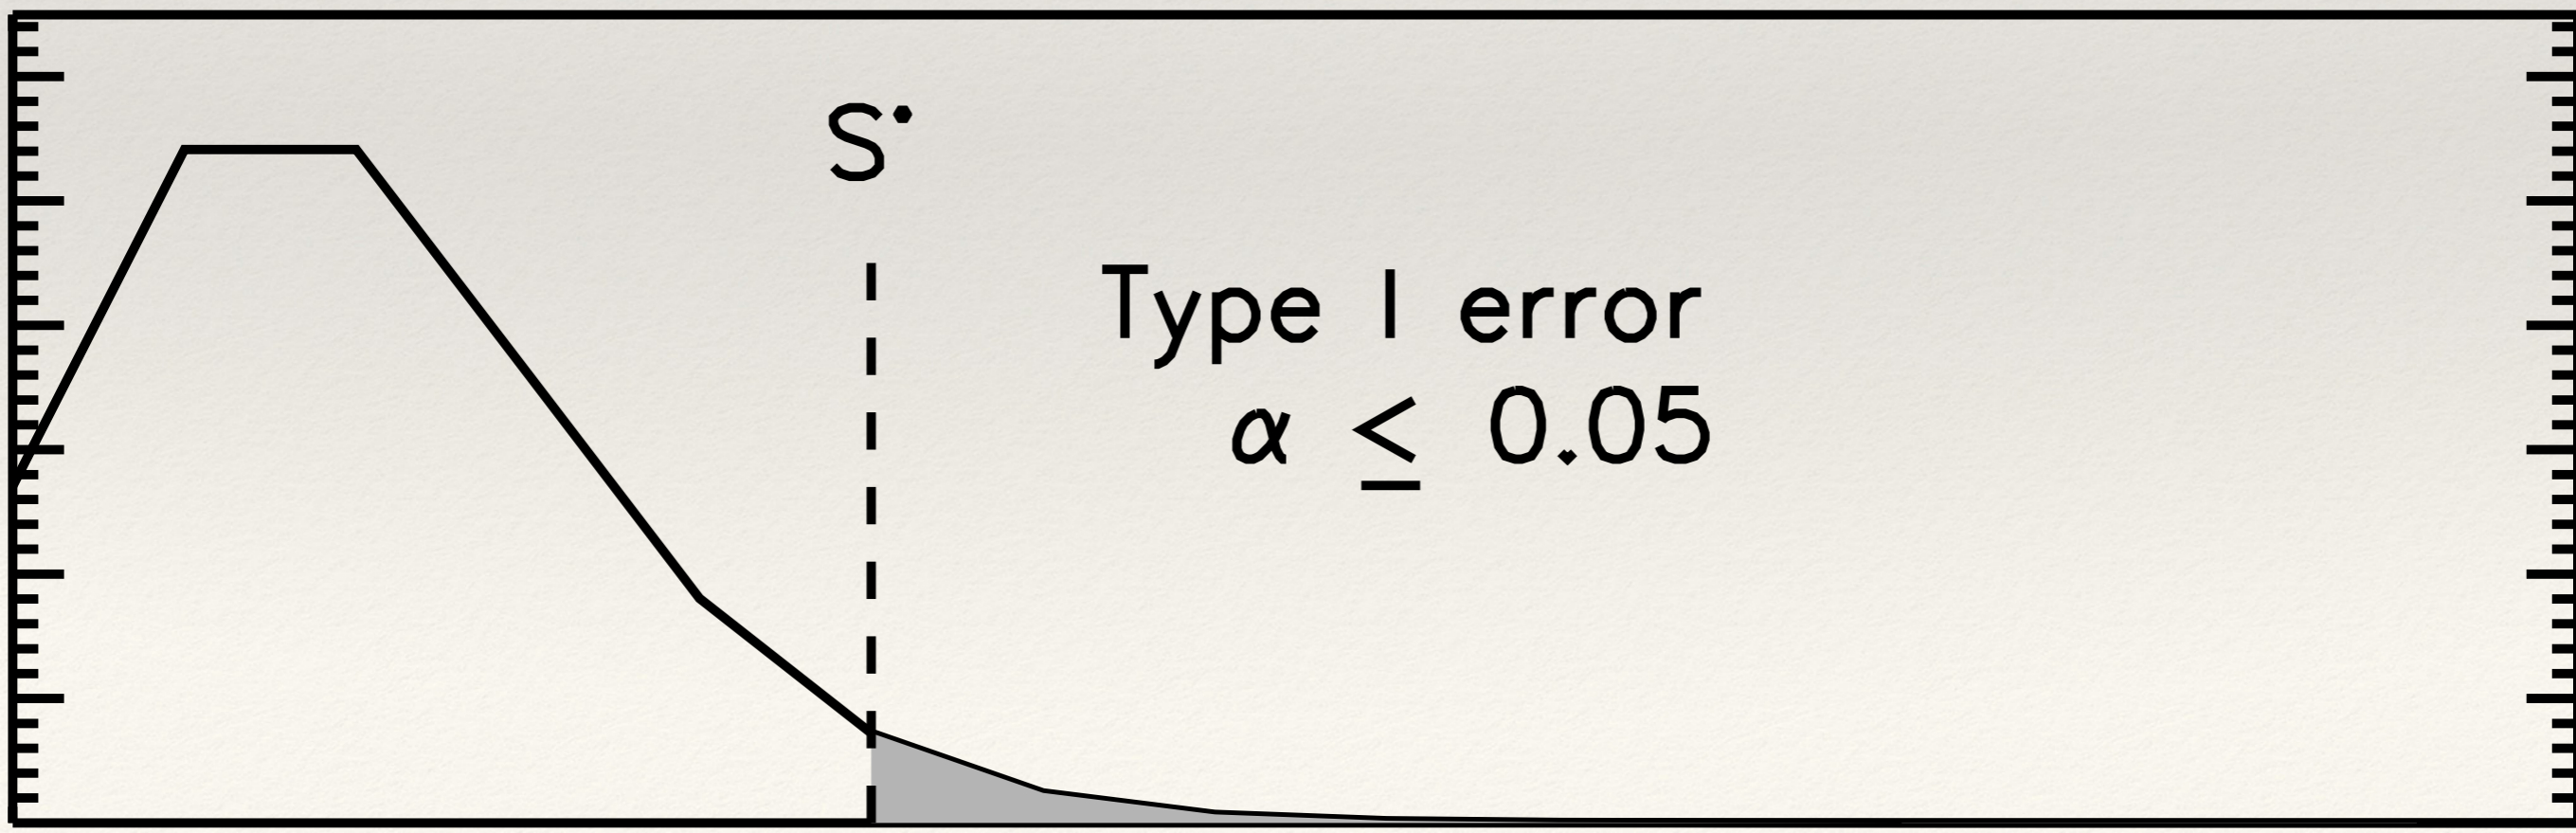 S•
Type I error
α ≤ 0.05